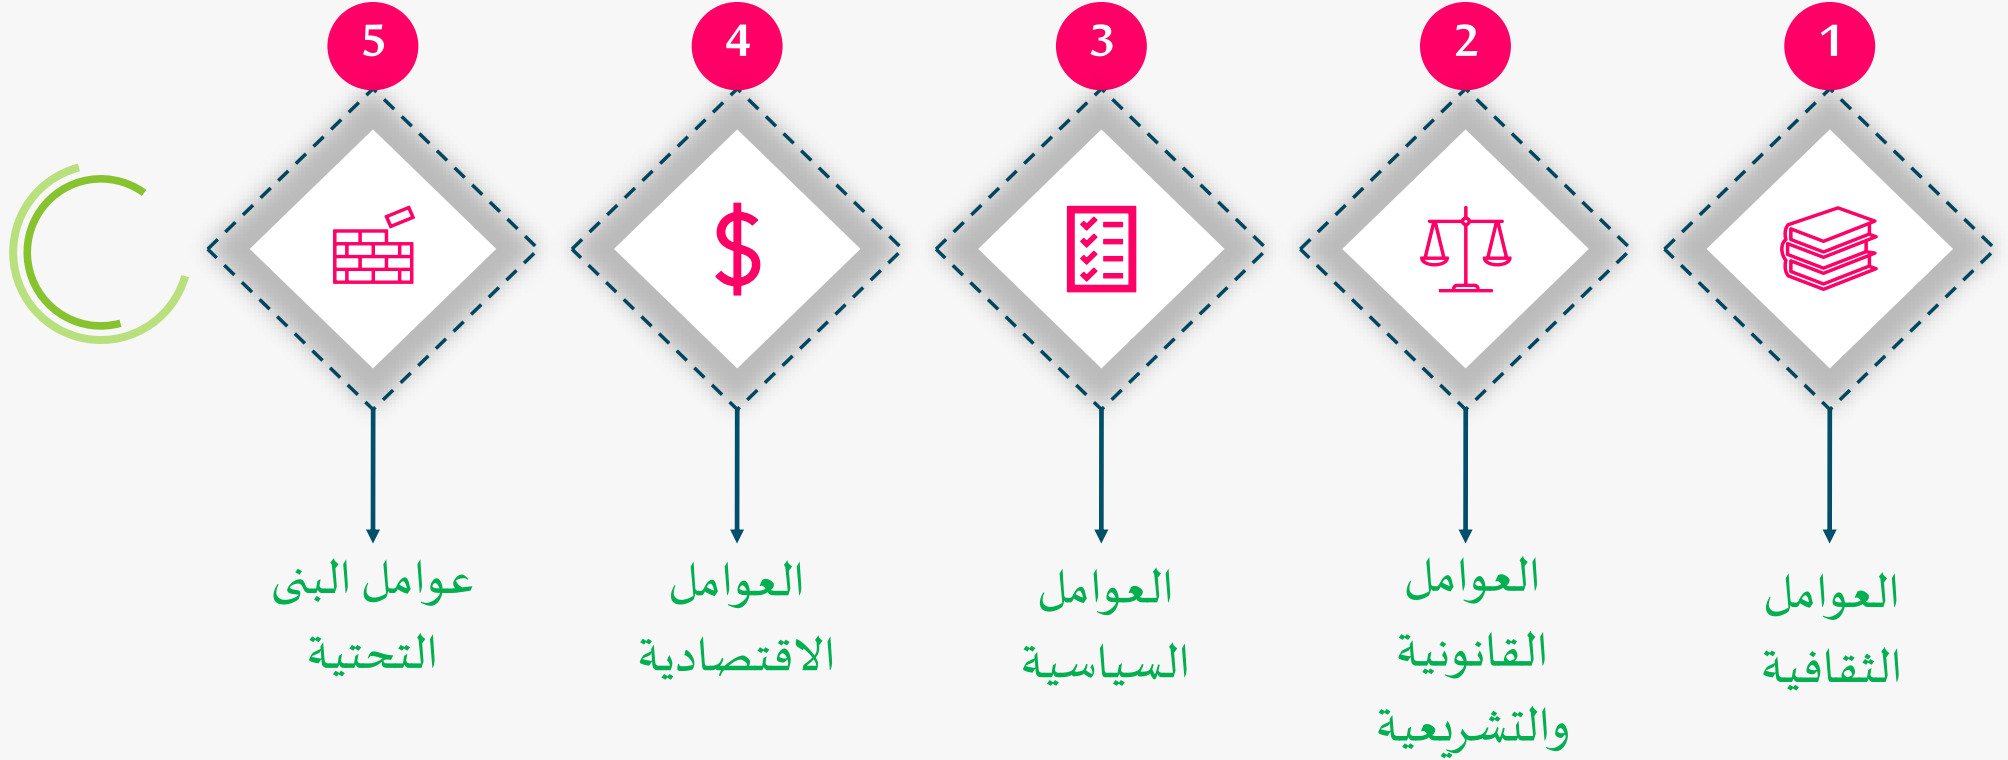 1
العوامل
الثقافية
2
العوامل
القانونية
والتشريعية
3
العوامل
السياسية
4
العوامل
الاقتصادية
5
عوامل البنى
التحتية